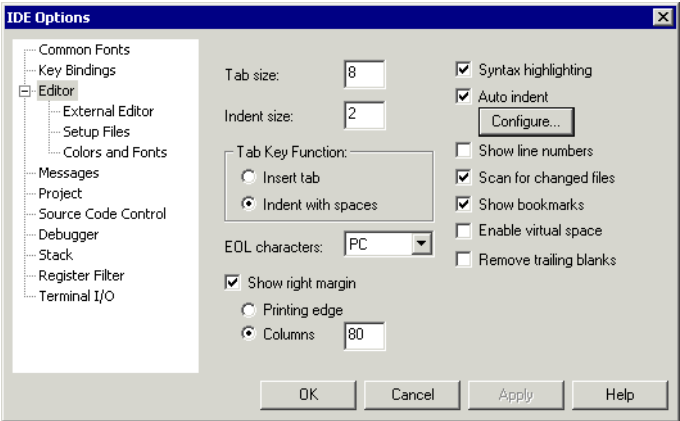 IDE Options
Common Fonts
Key Bindings
Editor
External Editor
Setup Files
Colors and Fonts
Messages
Project
Source Code Control
Debugger
Stack
Register Filter
Terminal I/O
Tab size: 8
Indent size: 2
Tab Key Function:
Insert tab
Indent with spaces
EOL characters: PC
Show right margin
Printing edge
Columns 80
Syntax highlighting
Auto indent
Configure...
Show line numbers
Scan for changed files
Show bookmarks
Enable virtual space
Remove trailing blanks
OK Cancel Apply Help